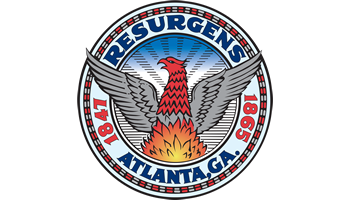 RESURGENS
1847 1865
ATLANTA, GA.